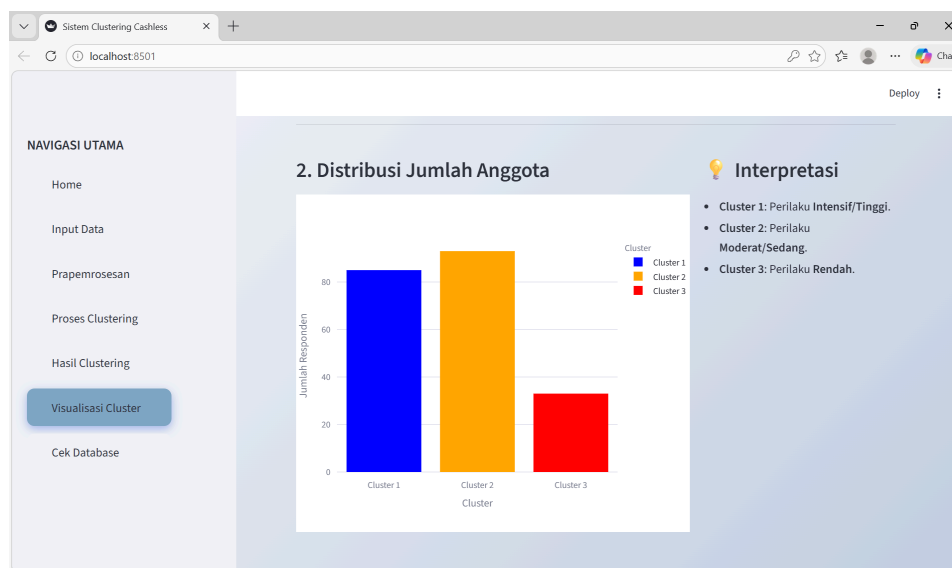 Sistem Clustering Cashless
localhost:8501
Deploy
NAVIGASI UTAMA
Home
Input Data
Prapemrosesan
Proses Clustering
Hasil Clustering
Visualisasi Cluster
Cek Database
2. Distribusi Jumlah Anggota
Jumlah Responden
80
60
40
20
0
Cluster 1
Cluster 2
Cluster 3
Cluster
Cluster
Cluster 1
Cluster 2
Cluster 3
Interpretasi
Cluster 1: Perilaku Intensif/Tinggi.
Cluster 2: Perilaku
Moderat/Sedang.
Cluster 3: Perilaku Rendah.